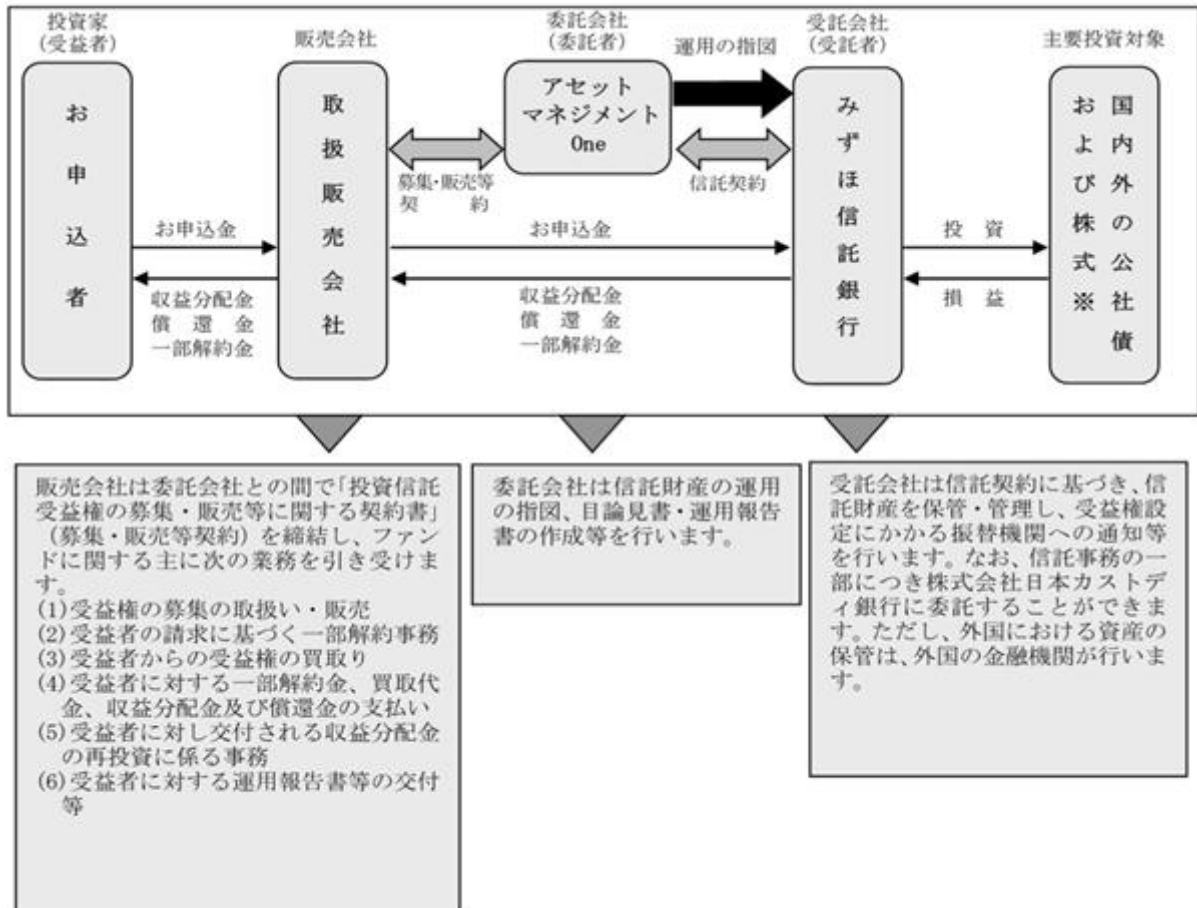 投資家
(受益者)
お申込者
販売会社
取扱販売会社
委託会社
(委託者)
アセット
マネジメント
One
運用の指図
受託会社
(受託者)
みずほ信託銀行
主要投資対象
国内外の公社債
および株式※
募集・販売等
契 約
信託契約
お申込金
収益分配金
償 還 金
一部解約金
お申込金
収益分配金
償 還 金
一部解約金
投 資
損 益
販売会社は委託会社との間で「投資信託
受益権の募集・販売等に関する契約書」
(募集・販売等契約)を締結し、ファン
ドに関する主に次の業務を引き受けま
す。
(1)受益権の募集の取扱い・販売
(2)受益者の請求に基づく一部解約事務
(3)受益者からの受益権の買取り
(4)受益者に対する一部解約金、買取代
金、収益分配金及び償還金の支払い
(5)受益者に対し交付される収益分配金
の再投資に係る事務
(6)受益者に対する運用報告書等の交付
等
委託会社は信託財産の運用
の指図、目論見書・運用報告
書の作成等を行います。
受託会社は信託契約に基づき、信
託財産を保管・管理し、受益権設
定にかかる振替機関への通知等
を行います。なお、信託事務の一
部につき株式会社日本カストデ
ィ銀行に委託することができま
す。ただし、外国における資産の
保管は、外国の金融機関が行いま
す。